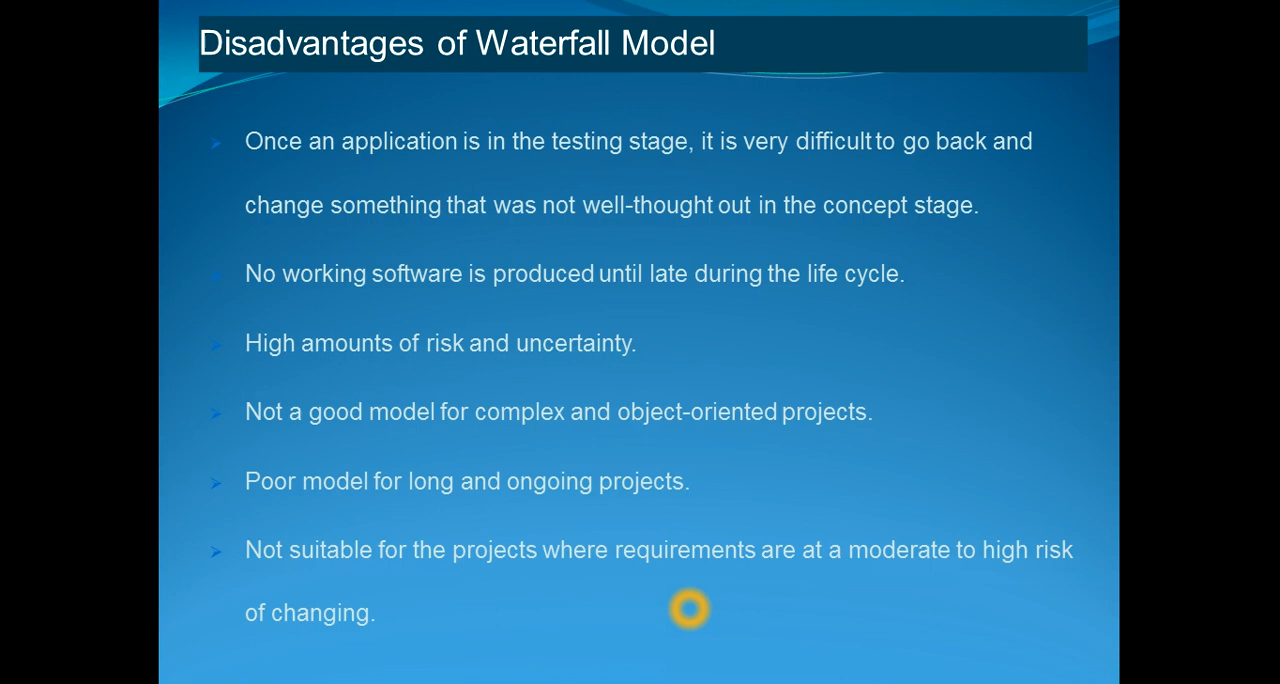 Disadvantages of Waterfall Model
Once an application is in the testing stage, it is very difficult to go back and
change something that was not well-thought out in the concept stage.
No working software is produced until late during the life cycle.
High amounts of risk and uncertainty.
Not a good model for complex and object-oriented projects.
Poor model for long and ongoing projects.
Not suitable for the projects where requirements are at a moderate to high risk
of changing.